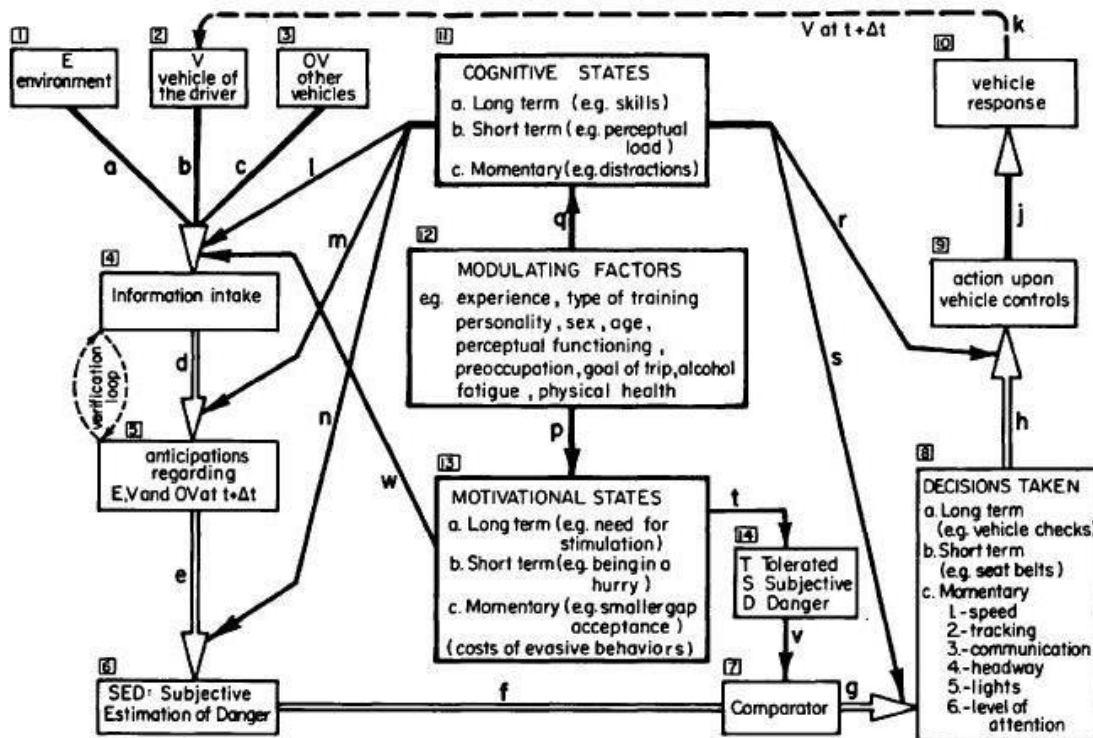 1
E
environment
2
V
vehicle of
the driver
3
OV
other
vehicles
a
b
c
4
Information intake
d
verification
loop
5
anticipations
regarding
E,V and OV at t+Δt
e
6
SED: Subjective
Estimation of Danger
f
11
COGNITIVE STATES
a. Long term (e.g. skills)
b. Short term (e.g. perceptual
load)
c. Momentary (e.g. distractions)
l
m
n
q
r
s
12
MODULATING FACTORS
e.g. experience, type of training
personality, sex, age,
perceptual functioning,
preoccupation, goal of trip, alcohol
fatigue, physical health
p
w
13
MOTIVATIONAL STATES
a. Long term (e.g. need for
stimulation)
b. Short term (e.g. being in a
hurry)
c. Momentary (e.g. smaller gap
acceptance)
(costs of evasive behaviors)
t
14
T Tolerated
S Subjective
D Danger
v
7
Comparator
g
8
DECISIONS TAKEN
a. Long term
(e.g. vehicle checks)
b. Short term
(e.g. seat belts)
c. Momentary
1.-speed
2.-tracking
3.-communication
4.-headway
5.-lights
6.-level of
attention
h
9
action upon
vehicle controls
j
10
vehicle
response
k
V at t+Δt